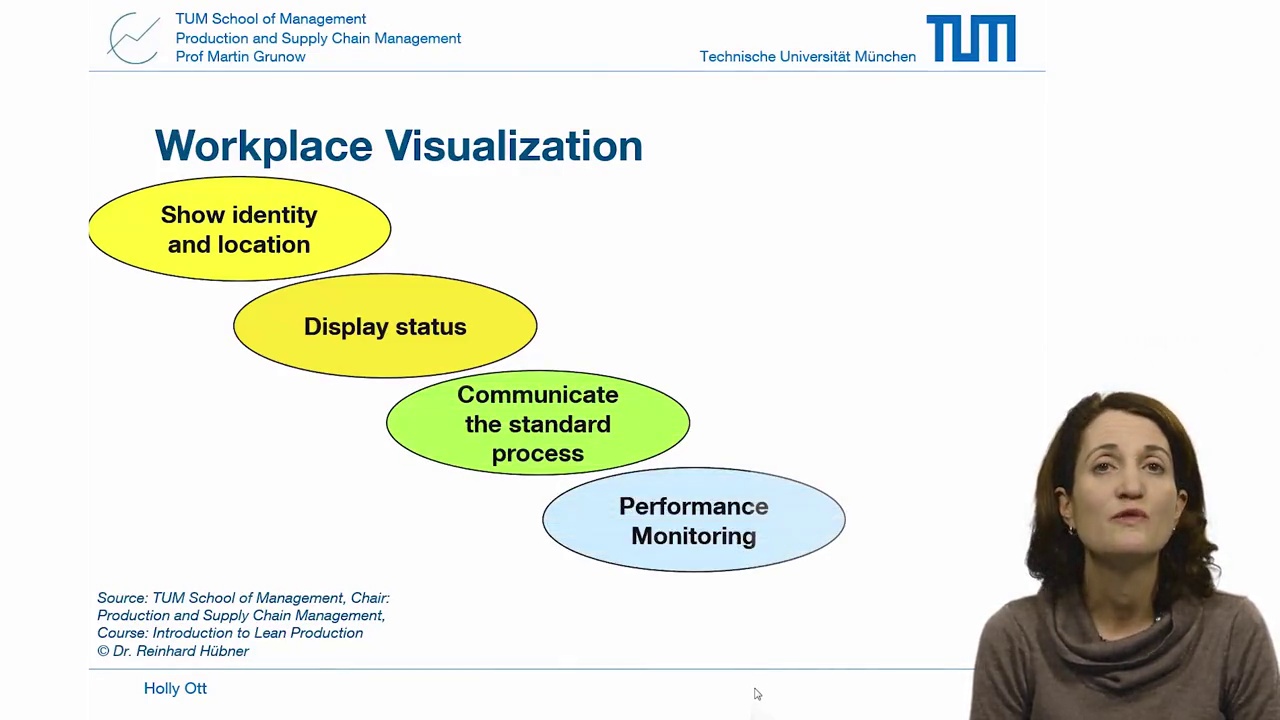 TUM School of Management
Production and Supply Chain Management
Prof Martin Grunow
Technische Universität München
TUM
Workplace Visualization
Show identity
and location
Display status
Communicate
the standard
process
Performance
Monitoring
Source: TUM School of Management, Chair:
Production and Supply Chain Management,
Course: Introduction to Lean Production
© Dr. Reinhard Hübner
Holly Ott